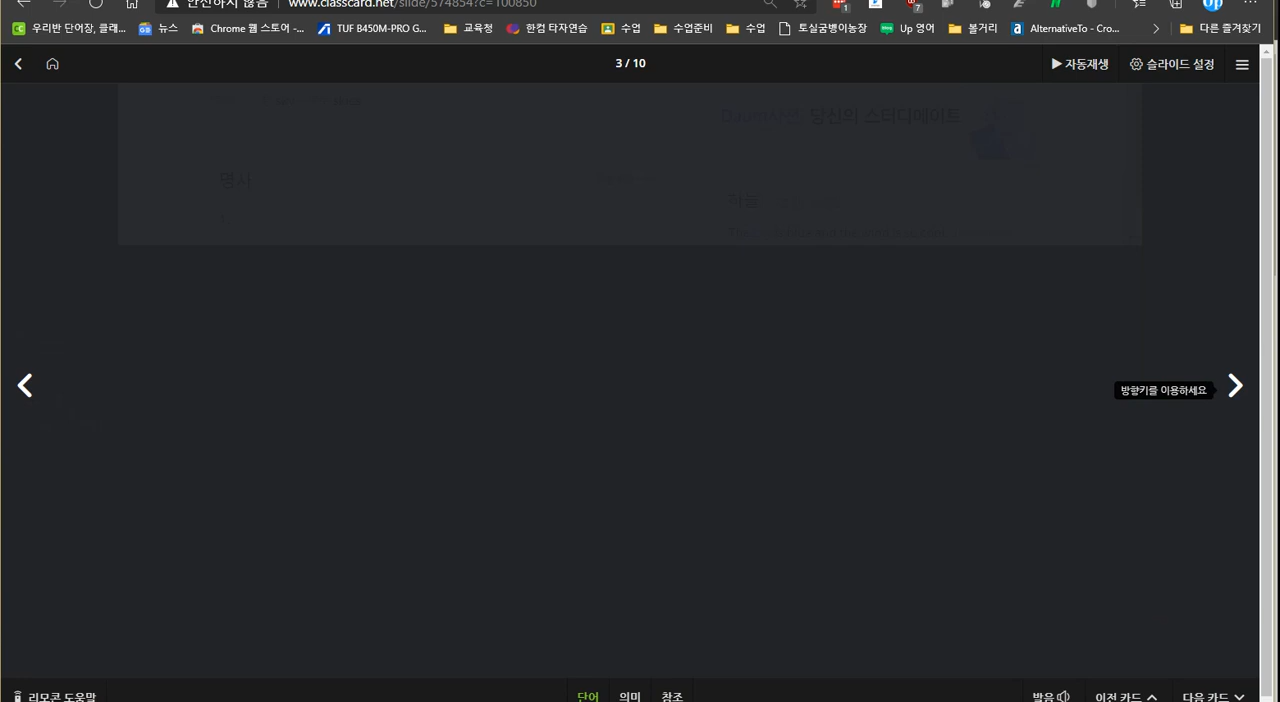 안전하지 않음 www.classcard.net/slide/574854?c=100850
우리반 단어장, 클래... 뉴스 Chrome 웹 스토어 -... TUF B450M-PRO G... 교육청 한컴 타자연습 수업 수업준비 수업 토실굼벵이농장 Up 영어 볼거리 AlternativeTo - Cro... 다른 즐겨찾기
3 / 10 자동재생 슬라이드 설정
당신의 스터디메이트
명사
하늘
방향키를 이용하세요
리모콘 도움말 단어 의미 참조 발음 이전 카드 다음 카드